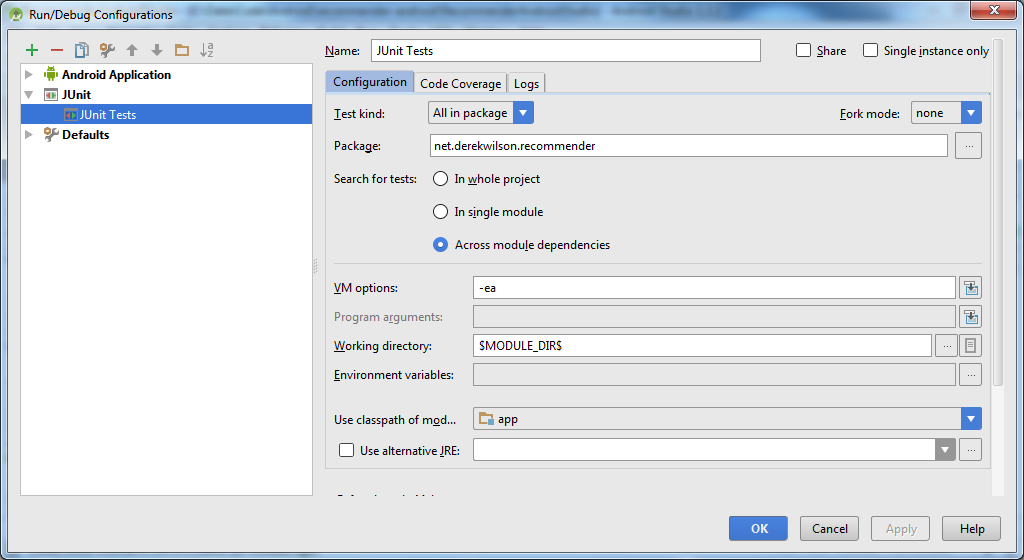 Run/Debug Configurations
Name: JUnit Tests Share Single instance only
Android Application
JUnit
JUnit Tests
Defaults
Configuration Code Coverage Logs
Test kind: All in package Fork mode: none
Package: net.derekwilson.recommender ...
Search for tests: In whole project
In single module
Across module dependencies
VM options: -ea
Program arguments:
Working directory: $MODULE_DIR$ ...
Environment variables: ...
Use classpath of mod... app
Use alternative JRE: ...
OK Cancel Apply Help